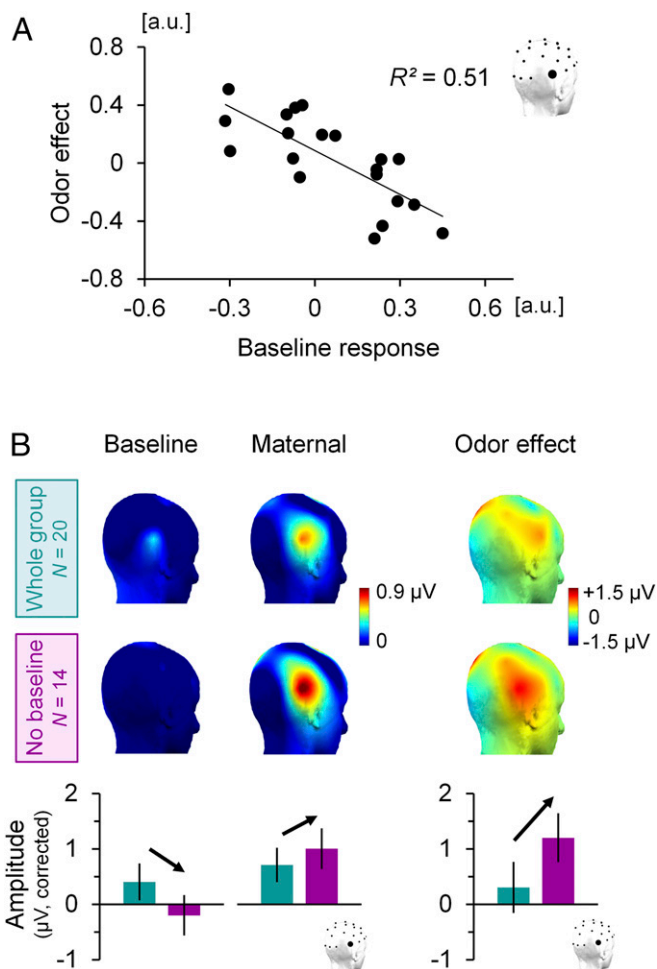 A
[a.u.]
0.8
0.4
0
-0.4
-0.8
Odor effect
R² = 0.51
-0.6
-0.3
0
0.3
0.6
[a.u.]
Baseline response
B
Baseline
Maternal
Odor effect
Whole group
N = 20
0.9 µV
0
+1.5 µV
0
-1.5 µV
No baseline
N = 14
Amplitude
(µV, corrected)
2
1
0
-1
2
1
0
-1